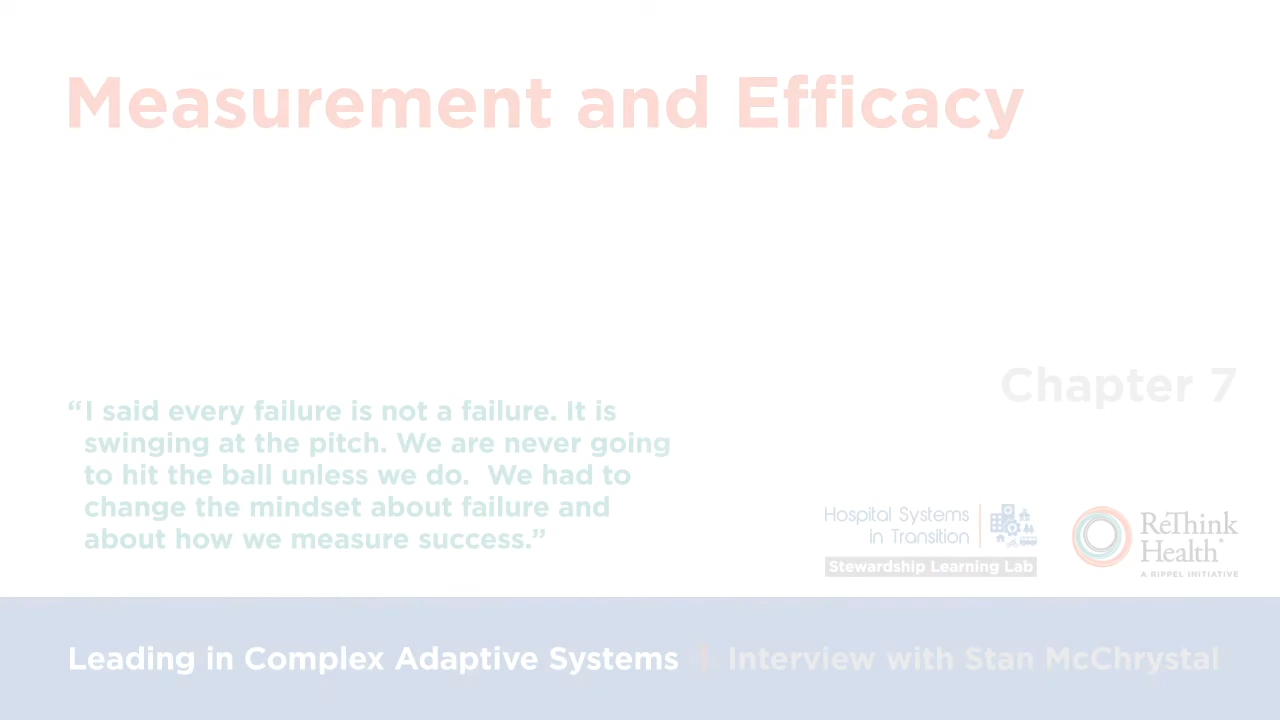 Measurement and Efficacy
Chapter 7
“I said every failure is not a failure. It is
swinging at the pitch. We are never going
to hit the ball unless we do.  We had to
change the mindset about failure and
about how we measure success.”
Hospital Systems
in Transition
Stewardship Learning Lab
ReThink
Health®
A RIPPEL INITIATIVE
Leading in Complex Adaptive Systems | Interview with Stan McChrystal